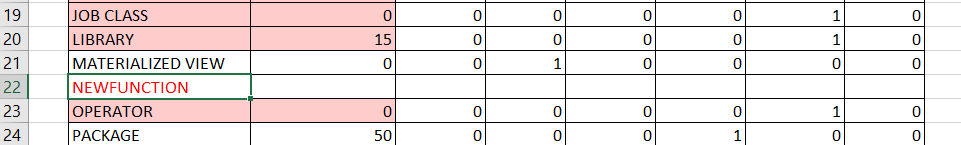 19 JOB CLASS 0 0 0 0 0 1 0
20 LIBRARY 15 0 0 0 0 1 0
21 MATERIALIZED VIEW 0 0 1 0 0 0 0
22 NEWFUNCTION
23 OPERATOR 0 0 0 0 0 1 0
24 PACKAGE 50 0 0 0 1 0 0